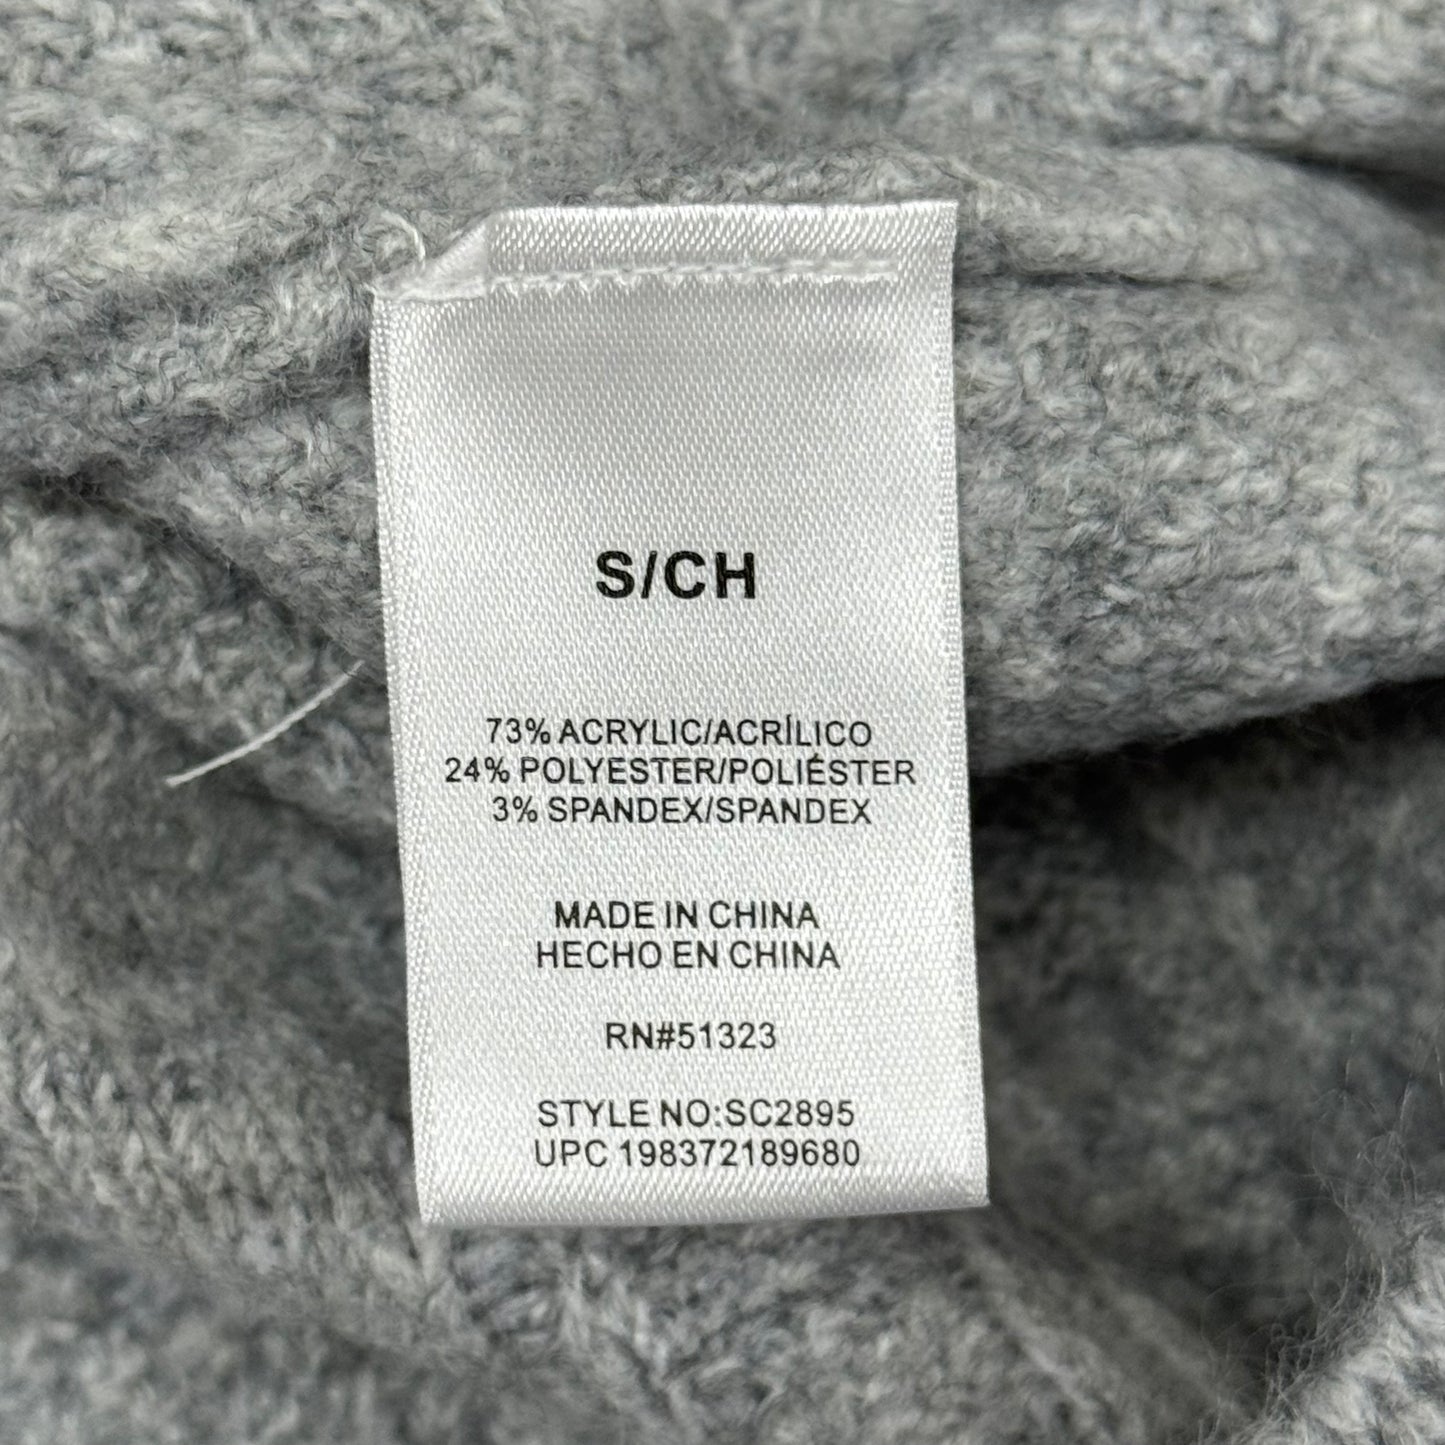 S/CH
73% ACRYLIC/ACRÍLICO
24% POLYESTER/POLIÉSTER
3% SPANDEX/SPANDEX
MADE IN CHINA
HECHO EN CHINA
RN#51323
STYLE NO:SC2895
UPC 198372189680